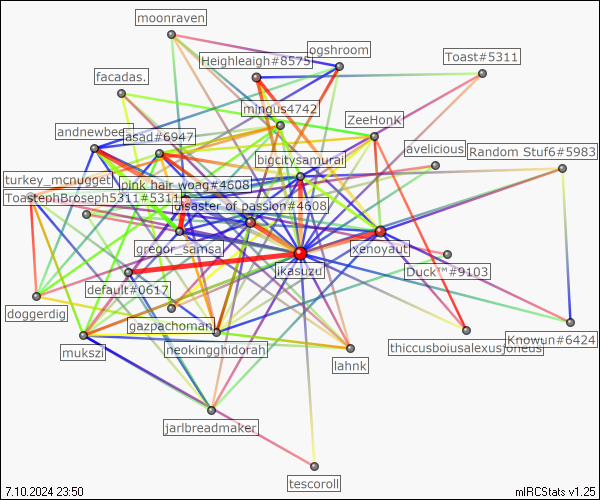 moonraven
ogshroom
Heighleaigh#8575
Toast#5311
facadas.
mingus4742
ZeeHonK
andnewbee
asad#6947
avelicious
Random Stuf6#5983
bigcitysamurai
turkey_mcnugget
pink hair woag#4608
ToastephBroseph5311#5311
disaster of passion#4608
gregor_samsa
xenoyaut
ikasuzu
Duck™#9103
default#0617
doggerdig
gazpachoman
Knowun#6424
thiccusboiusalexusjoneus
mukszi
neokingghidorah
lahnk
jarlbreadmaker
tescoroll
7.10.2024 23:50
mIRCStats v1.25